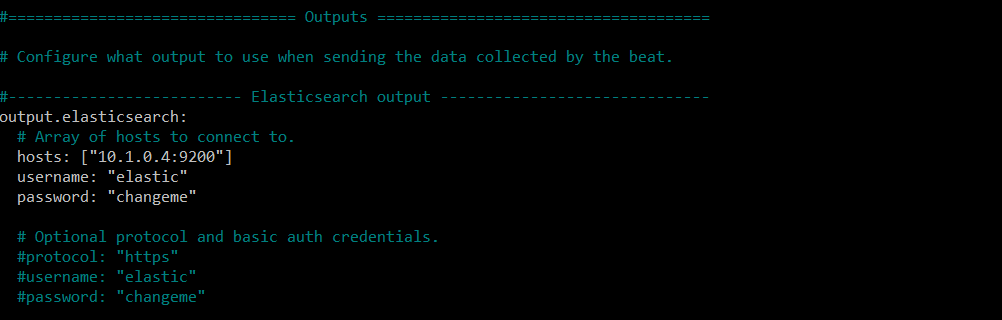 #================================ Outputs =====================================
# Configure what output to use when sending the data collected by the beat.
#-------------------------- Elasticsearch output ------------------------------
output.elasticsearch:
  # Array of hosts to connect to.
  hosts: ["10.1.0.4:9200"]
  username: "elastic"
  password: "changeme"
  # Optional protocol and basic auth credentials.
  #protocol: "https"
  #username: "elastic"
  #password: "changeme"